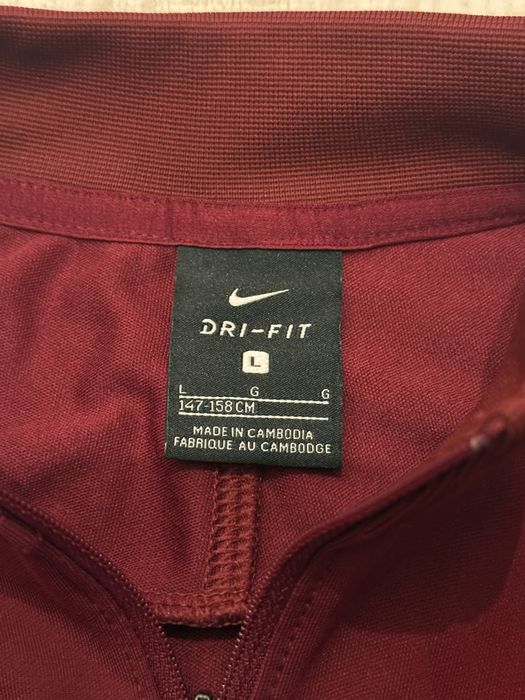 DRI-FIT
L
L G G
147-158CM
MADE IN CAMBODIA
FABRIQUE AU CAMBODGE